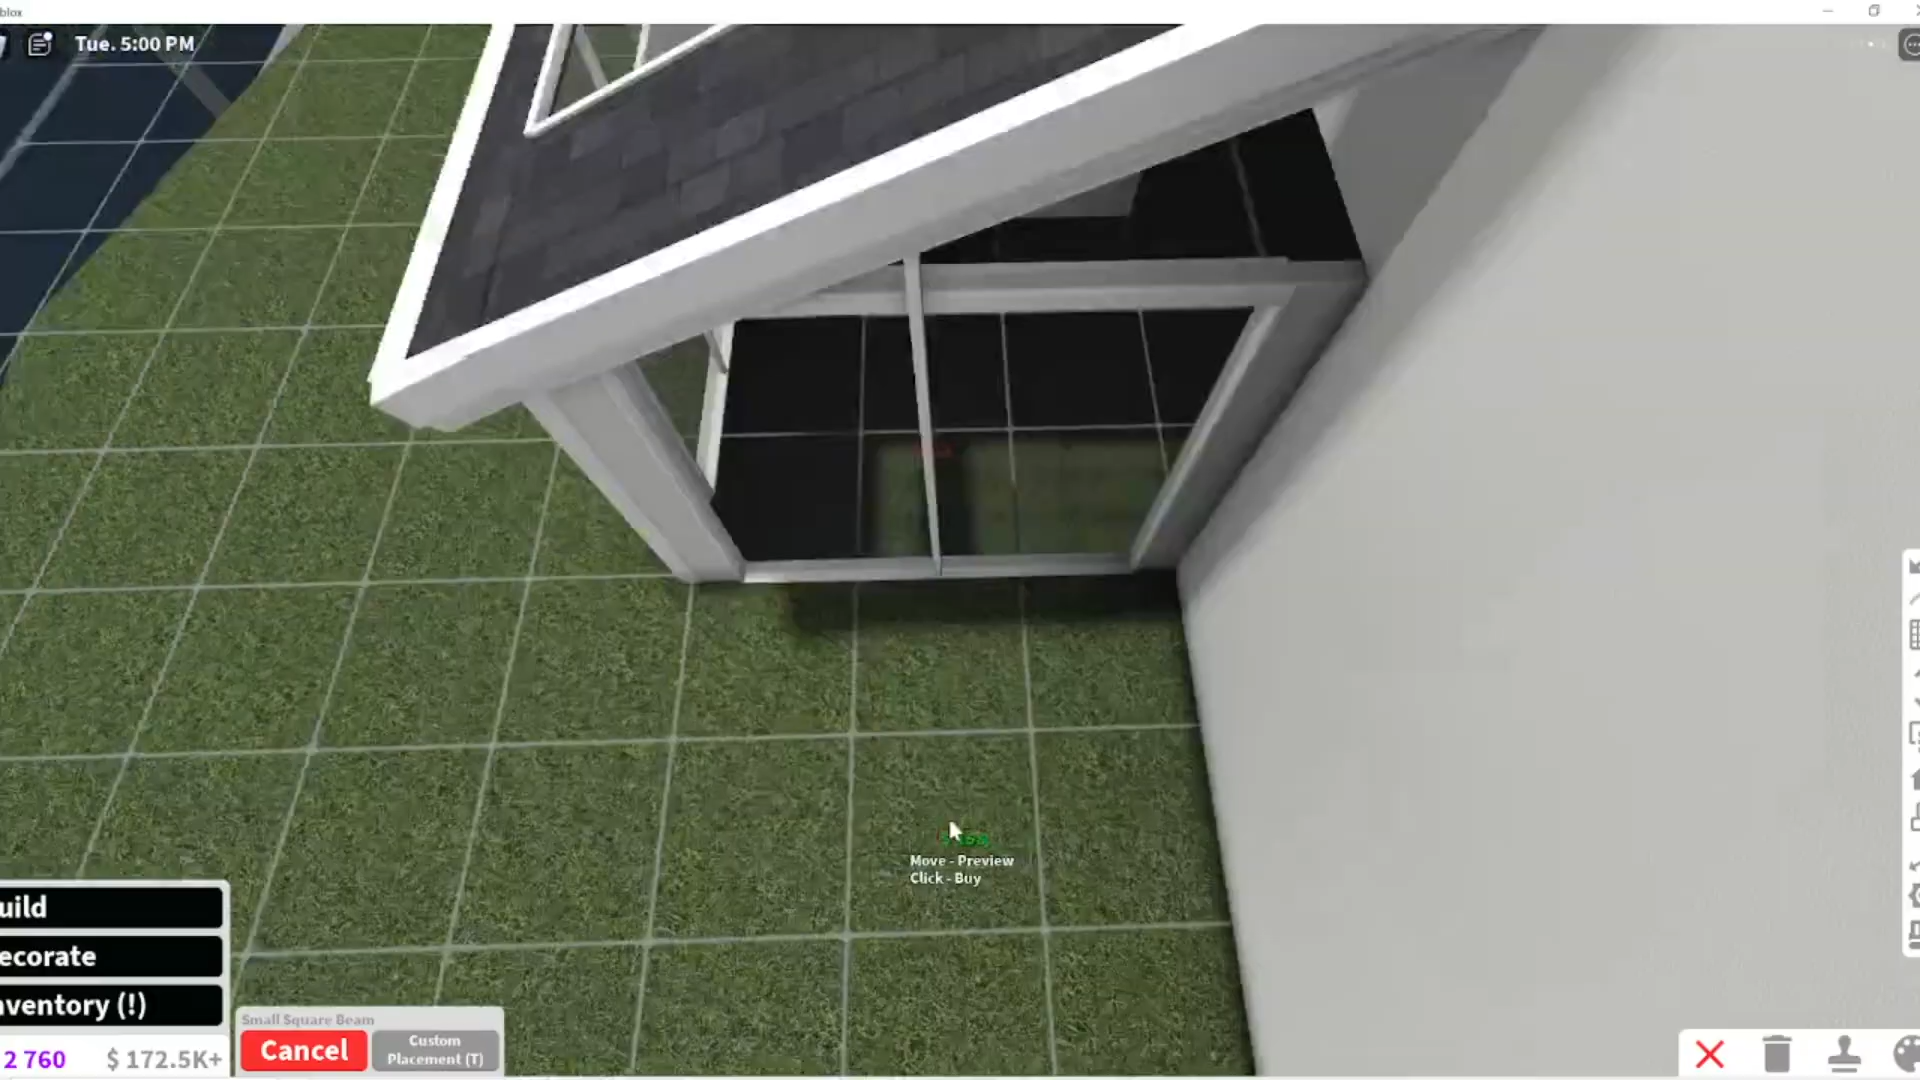 blox
Tue. 5:00 PM
Move - Preview
Click - Buy
uild
ecorate
nventory (!)
2 760 $ 172.5K+
Small Square Beam
Cancel
Custom
Placement (T)